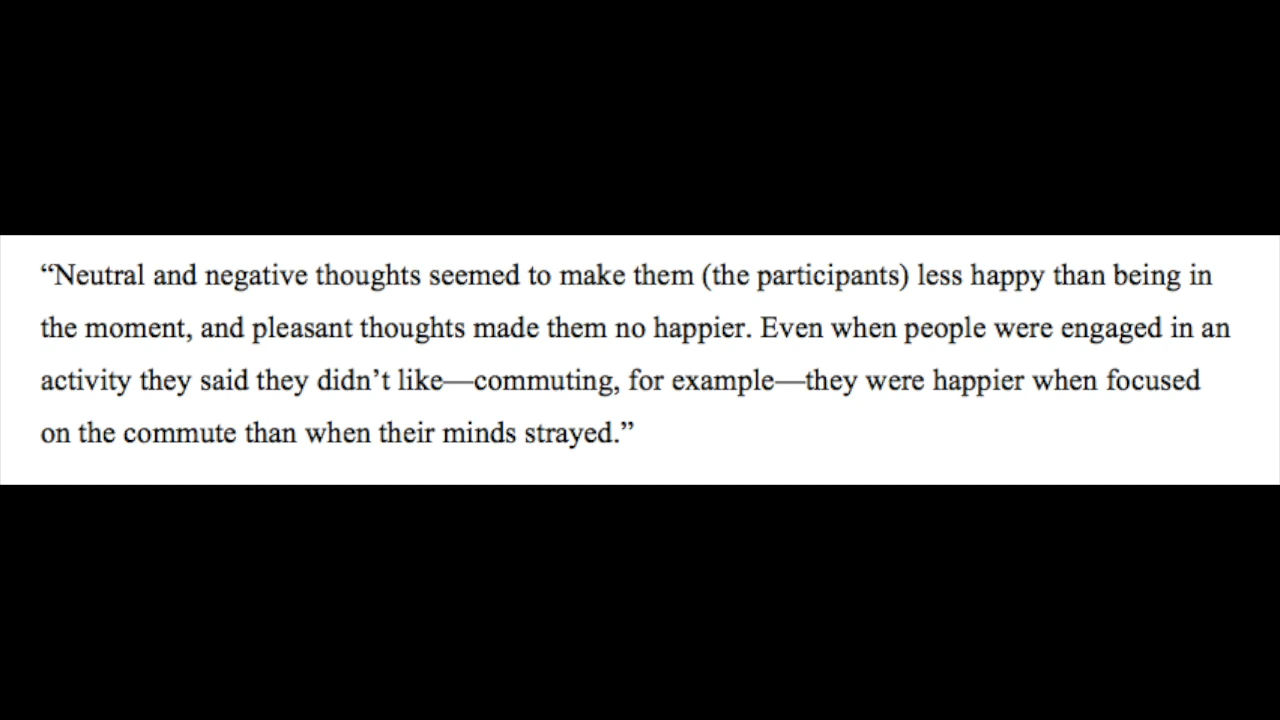 “Neutral and negative thoughts seemed to make them (the participants) less happy than being in
the moment, and pleasant thoughts made them no happier. Even when people were engaged in an
activity they said they didn’t like—commuting, for example—they were happier when focused
on the commute than when their minds strayed.”